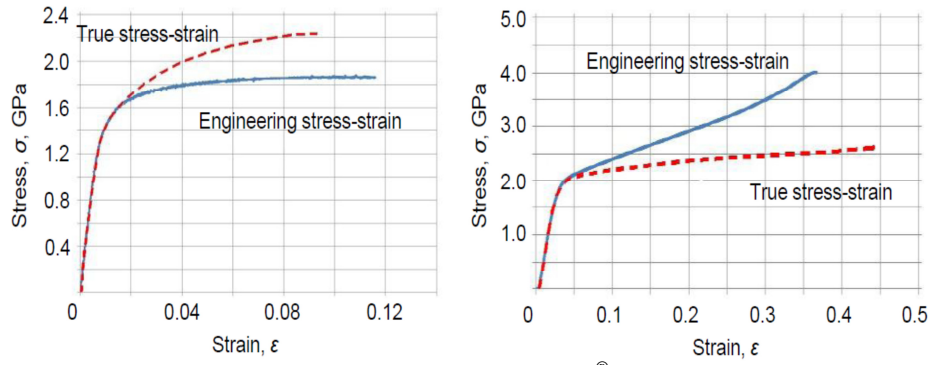 2.4
True stress-strain
2.0
1.6
Engineering stress-strain
1.2
0.8
0.4
Stress, σ, GPa
0 0.04 0.08 0.12
Strain, ε
5.0
Engineering stress-strain
4.0
3.0
2.0
True stress-strain
1.0
Stress, σ, GPa
0 0.1 0.2 0.3 0.4 0.5
Strain, ε